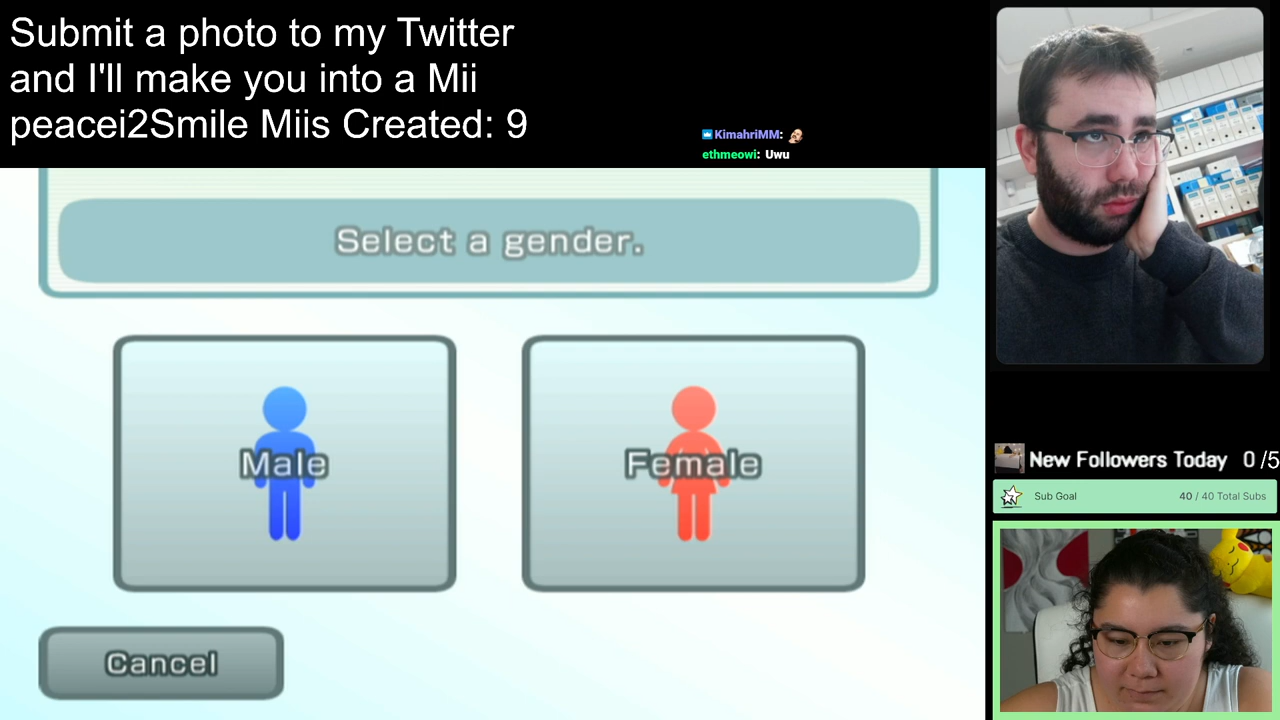 Submit a photo to my Twitter
and I'll make you into a Mii
peacei2Smile Miis Created: 9
KimahriMM:
ethmeowi: Uwu
Select a gender.
Male
Female
Cancel
New Followers Today 0 /5
Sub Goal 40 / 40 Total Subs